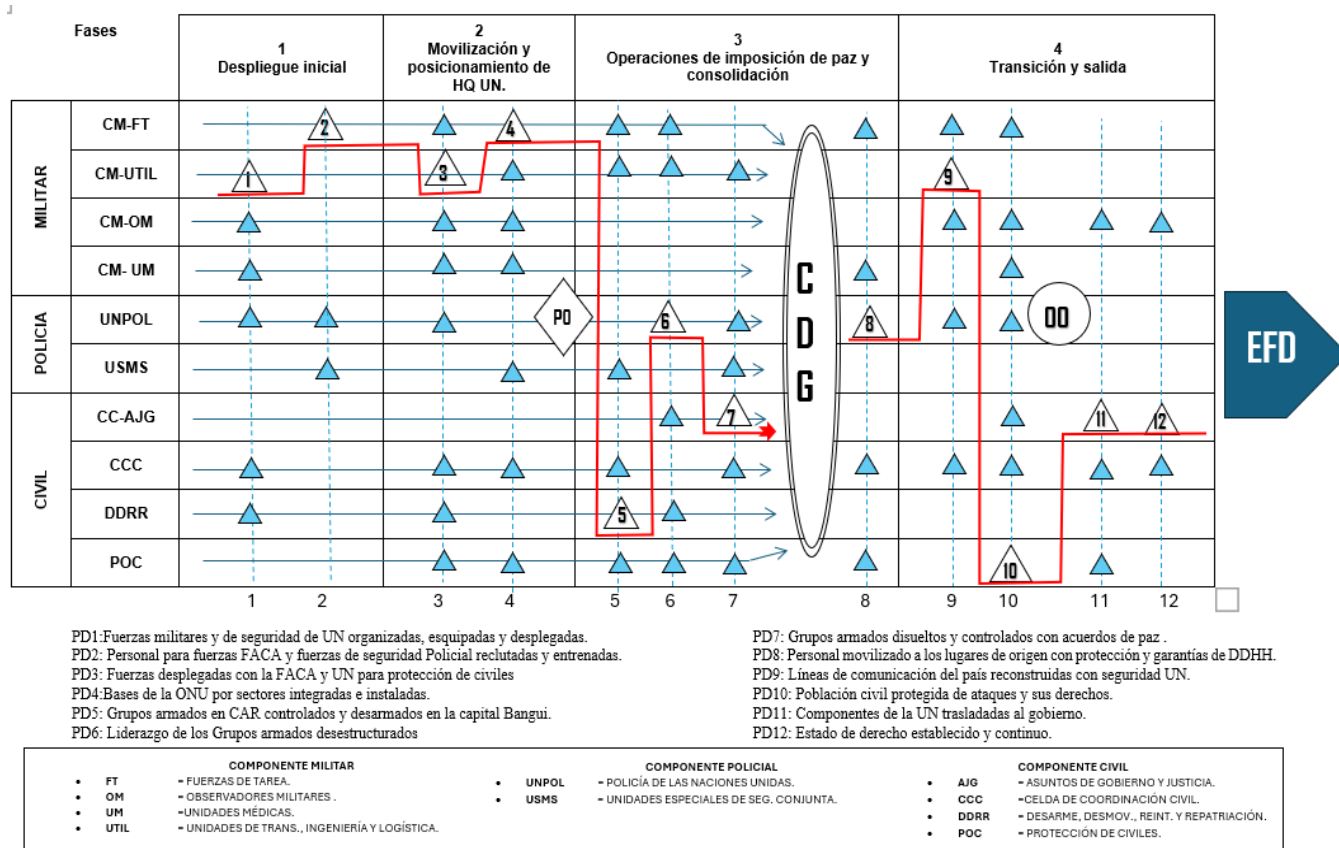 Fases
1
Despliegue inicial
2
Movilización y
posicionamiento de
HQ UN.
3
Operaciones de imposición de paz y
consolidación
4
Transición y salida
MILITAR
CM-FT
2
4
CM-UTIL
1
3
9
CM-OM
CM- UM
POLICIA
UNPOL
PO
6
8
OO
USMS
CIVIL
CC-AJG
7
11
12
CCC
DDRR
5
POC
10
C
D
G
EFD
1 2 3 4 5 6 7 8 9 10 11 12
PD1:Fuerzas militares y de seguridad de UN organizadas, esquipadas y desplegadas.
PD2: Personal para fuerzas FACA y fuerzas de seguridad Policial reclutadas y entrenadas.
PD3: Fuerzas desplegadas con la FACA y UN para protección de civiles
PD4:Bases de la ONU por sectores integradas e instaladas.
PD5: Grupos armados en CAR controlados y desarmados en la capital Bangui.
PD6: Liderazgo de los Grupos armados desestructurados
PD7: Grupos armados disueltos y controlados con acuerdos de paz .
PD8: Personal movilizado a los lugares de origen con protección y garantías de DDHH.
PD9: Líneas de comunicación del país reconstruidas con seguridad UN.
PD10: Población civil protegida de ataques y sus derechos.
PD11: Componentes de la UN trasladadas al gobierno.
PD12: Estado de derecho establecido y continuo.
COMPONENTE MILITAR
• FT – FUERZAS DE TAREA.
• OM – OBSERVADORES MILITARES .
• UM –UNIDADES MÉDICAS.
• UTIL – UNIDADES DE TRANS., INGENIERÍA Y LOGÍSTICA.
COMPONENTE POLICIAL
• UNPOL – POLICÍA DE LAS NACIONES UNIDAS.
• USMS – UNIDADES ESPECIALES DE SEG. CONJUNTA.
COMPONENTE CIVIL
• AJG – ASUNTOS DE GOBIERNO Y JUSTICIA.
• CCC –CELDA DE COORDINACIÓN CIVIL.
• DDRR – DESARME, DESMOV., REINT. Y REPATRIACIÓN.
• POC – PROTECCIÓN DE CIVILES.